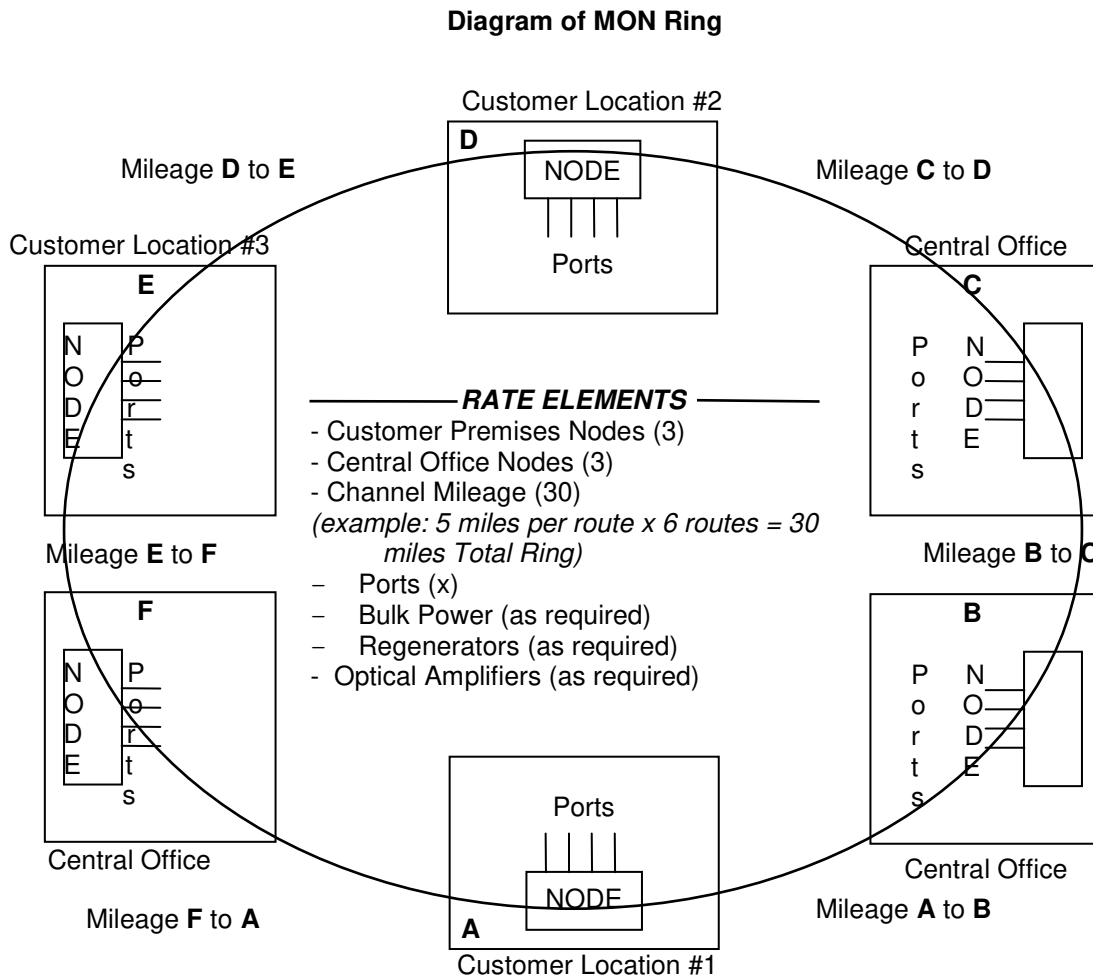 Diagram of MON Ring
Customer Location #2
D
NODE
Ports
Mileage D to E
Mileage C to D
Customer Location #3
E
NODE
Ports
Central Office
C
Ports
NODE
RATE ELEMENTS
- Customer Premises Nodes (3)
- Central Office Nodes (3)
- Channel Mileage (30)
(example: 5 miles per route x 6 routes = 30
miles Total Ring)
– Ports (x)
– Bulk Power (as required)
– Regenerators (as required)
- Optical Amplifiers (as required)
Mileage E to F
Mileage B to C
F
NODE
Ports
Central Office
B
Ports
NODE
Central Office
Mileage F to A
Mileage A to B
Ports
NODE
A
Customer Location #1